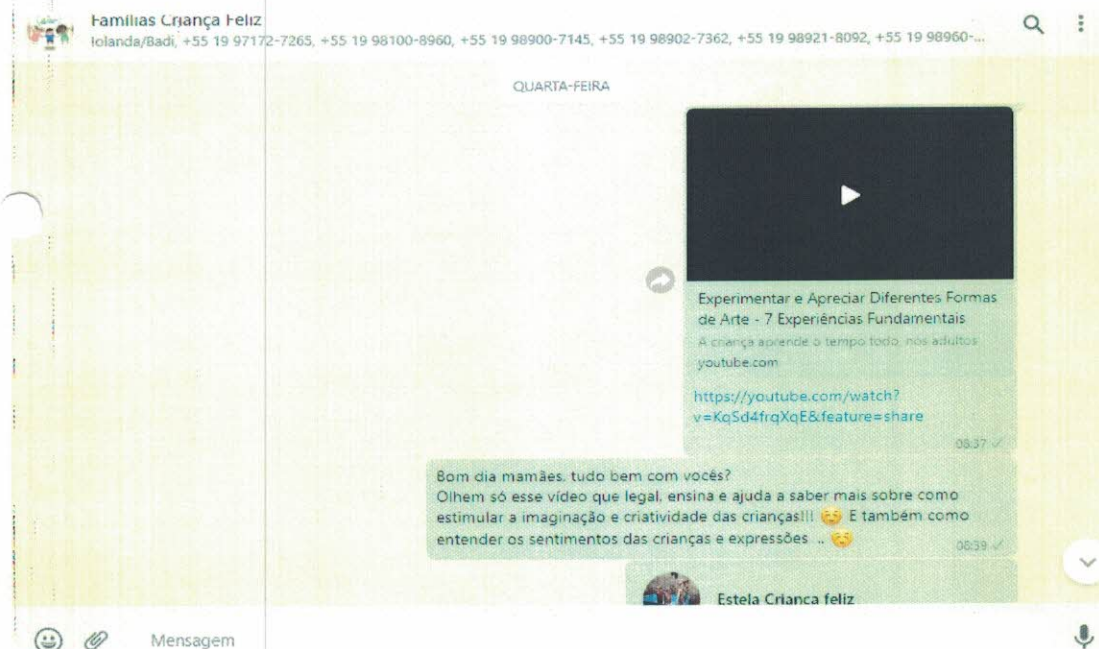 Famílias Criança Feliz
Iolanda/Badi, +55 19 97172-7265, +55 19 98100-8960, +55 19 98900-7145, +55 19 98902-7362, +55 19 98921-8092, +55 19 98960-...
QUARTA-FEIRA
Experimentar e Apreciar Diferentes Formas
de Arte - 7 Experiências Fundamentais
A criança aprende o tempo todo, nós adultos
youtube.com
https://youtube.com/watch?
v=KqSd4frqXqE&feature=share
08:37
Bom dia mamães, tudo bem com vocês?
Olhem só esse vídeo que legal, ensina e ajuda a saber mais sobre como
estimular a imaginação e criatividade das crianças!!! ☺️ E também como
entender os sentimentos das crianças e expressões .. ☺️
08:39
Estela Criança feliz
Mensagem